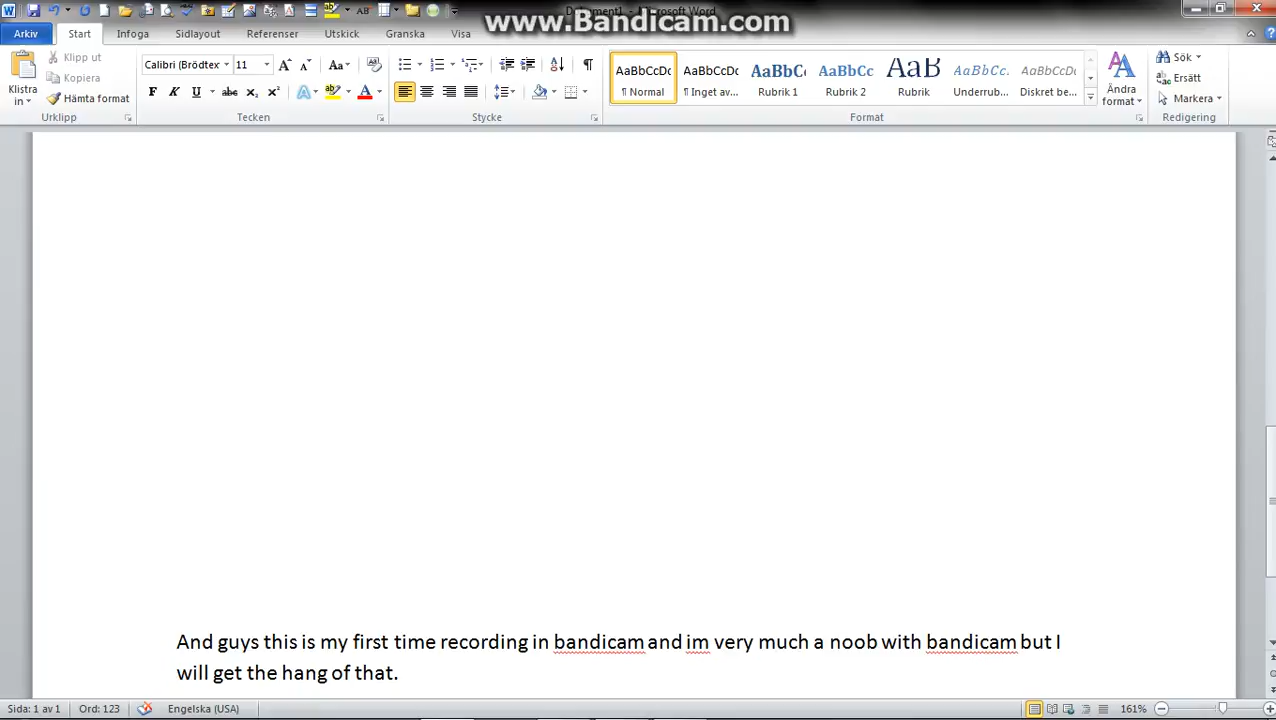 www.Bandicam.com
Arkiv Start Infoga Sidlayout Referenser Utskick Granska Visa
Klistra in
Klipp ut
Kopiera
Hämta format
Urklipp
Calibri (Brödtex 11
Tecken
Stycke
AaBbCcDc AaBbCcDc AaBbCc AaBbCc AaB AaBbCc. AaBbCcDc
¶ Normal ¶ Inget av... Rubrik 1 Rubrik 2 Rubrik Underrub... Diskret be...
Format
Ändra format
Sök
Ersätt
Markera
Redigering
And guys this is my first time recording in bandicam and im very much a noob with bandicam but I
will get the hang of that.
Sida: 1 av 1 Ord: 123 Engelska (USA) 161%